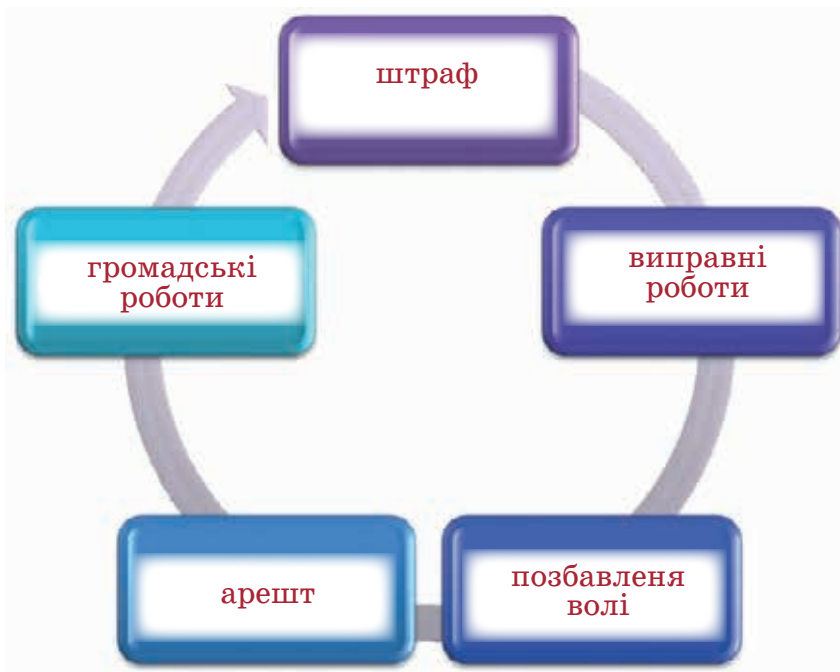 штраф
виправні
роботи
позбавленя
волі
арешт
громадські
роботи